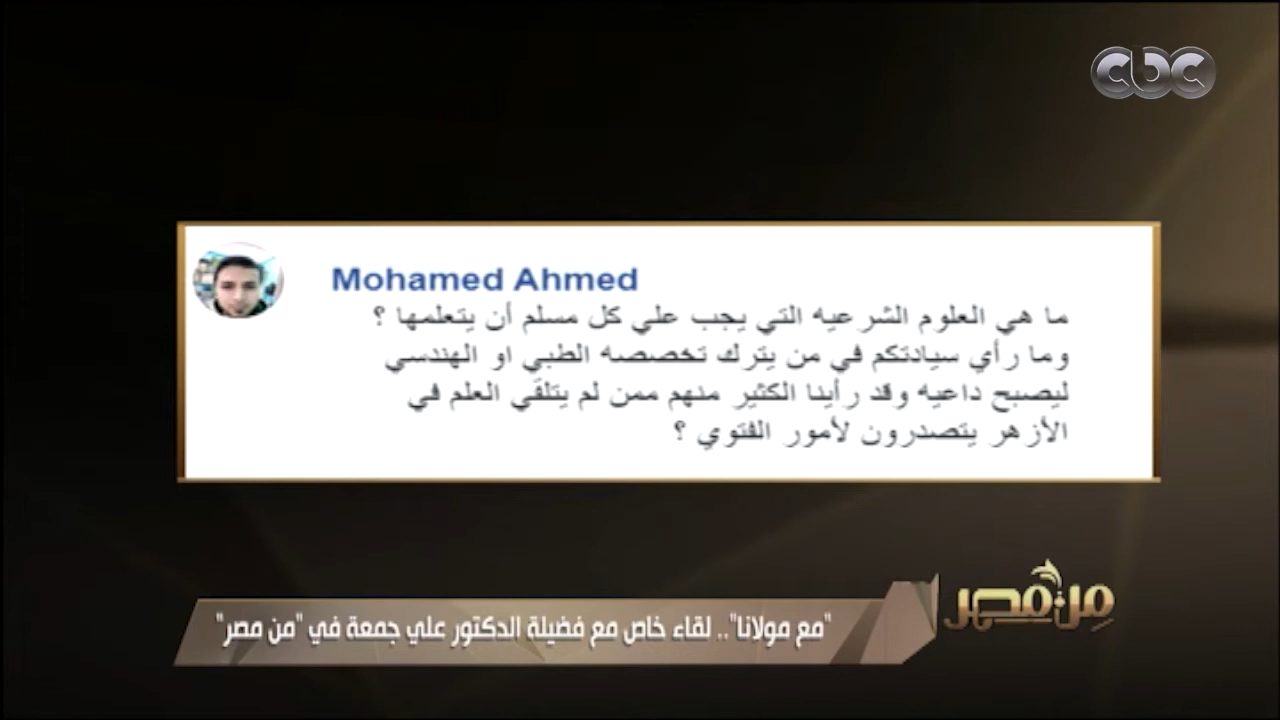 cbc
Mohamed Ahmed
ما هي العلوم الشرعيه التي يجب علي كل مسلم أن يتعلمها ؟
وما رأي سيادتكم في من يترك تخصصه الطبي او الهندسي
ليصبح داعيه وقد رأينا الكثير منهم ممن لم يتلقي العلم في
الأزهر يتصدرون لأمور الفتوي ؟
من مصر
"مع مولانا".. لقاء خاص مع فضيلة الدكتور علي جمعة في "من مصر"